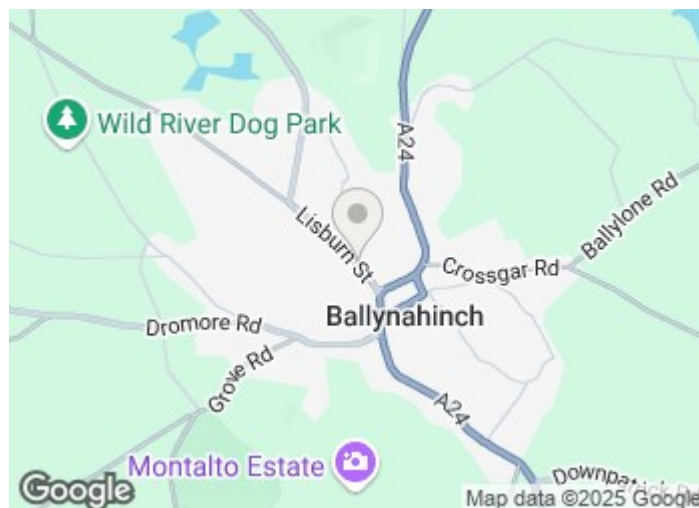 Wild River Dog Park
A24
Lisburn St
Ballylone Rd
Crossgar Rd
Ballynahinch
Dromore Rd
Grove Rd
A24
Montalto Estate
Downpatrick
Google
Map data ©2025 Google